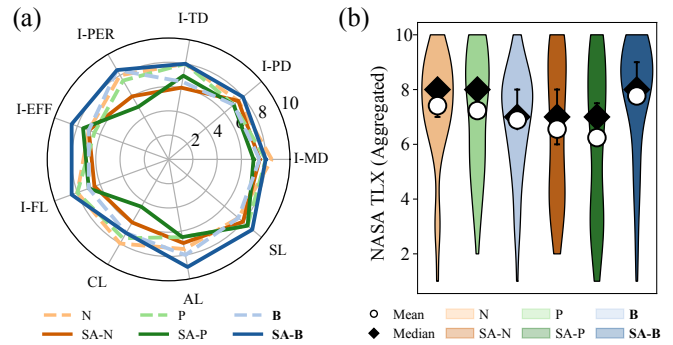 (a)
I-TD
I-PER
I-PD
I-EFF
10
8
6
4
2
I-MD
I-FL
SL
CL
AL
N
P
B
SA-N
SA-P
SA-B
(b)
10
8
6
4
2
NASA TLX (Aggregated)
Mean
N
P
B
Median
SA-N
SA-P
SA-B